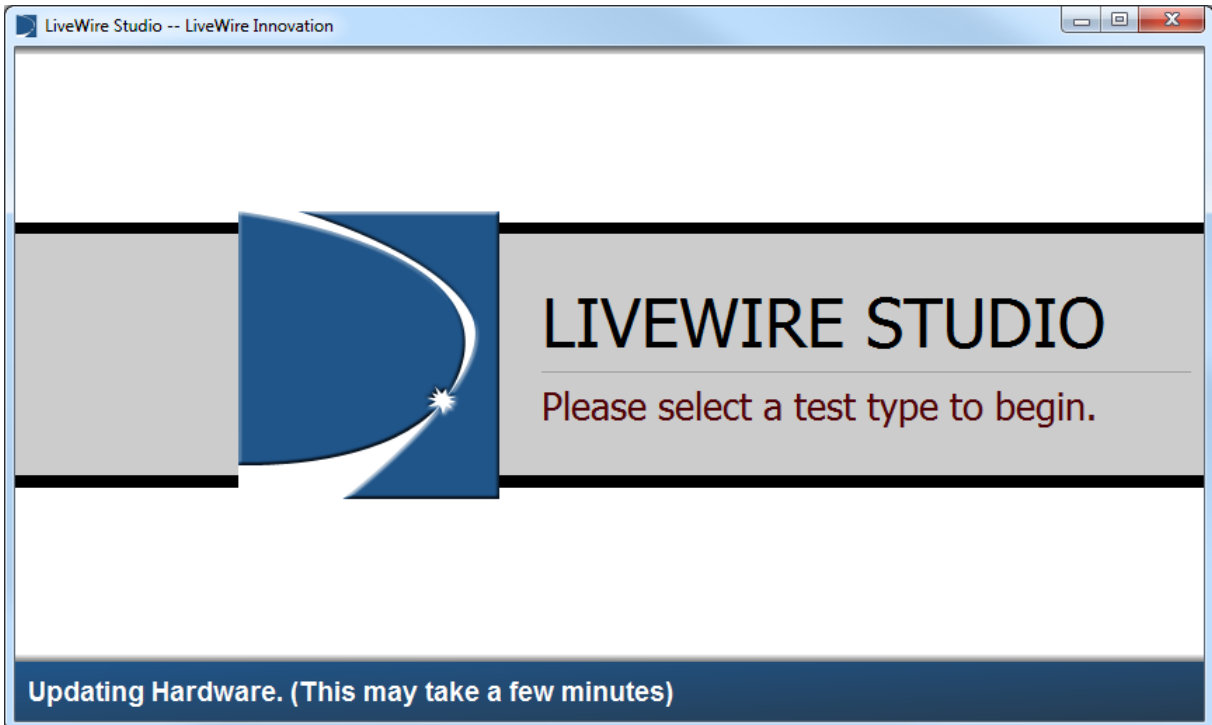 LiveWire Studio -- LiveWire Innovation
LIVEWIRE STUDIO
Please select a test type to begin.
Updating Hardware. (This may take a few minutes)